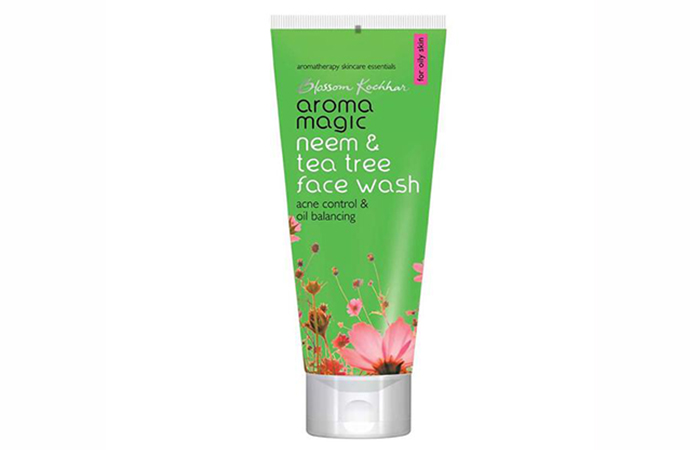 for oily skin
aromatherapy skincare essentials
Blossom Kochhar
aroma
magic
neem &
tea tree
face wash
acne control &
oil balancing